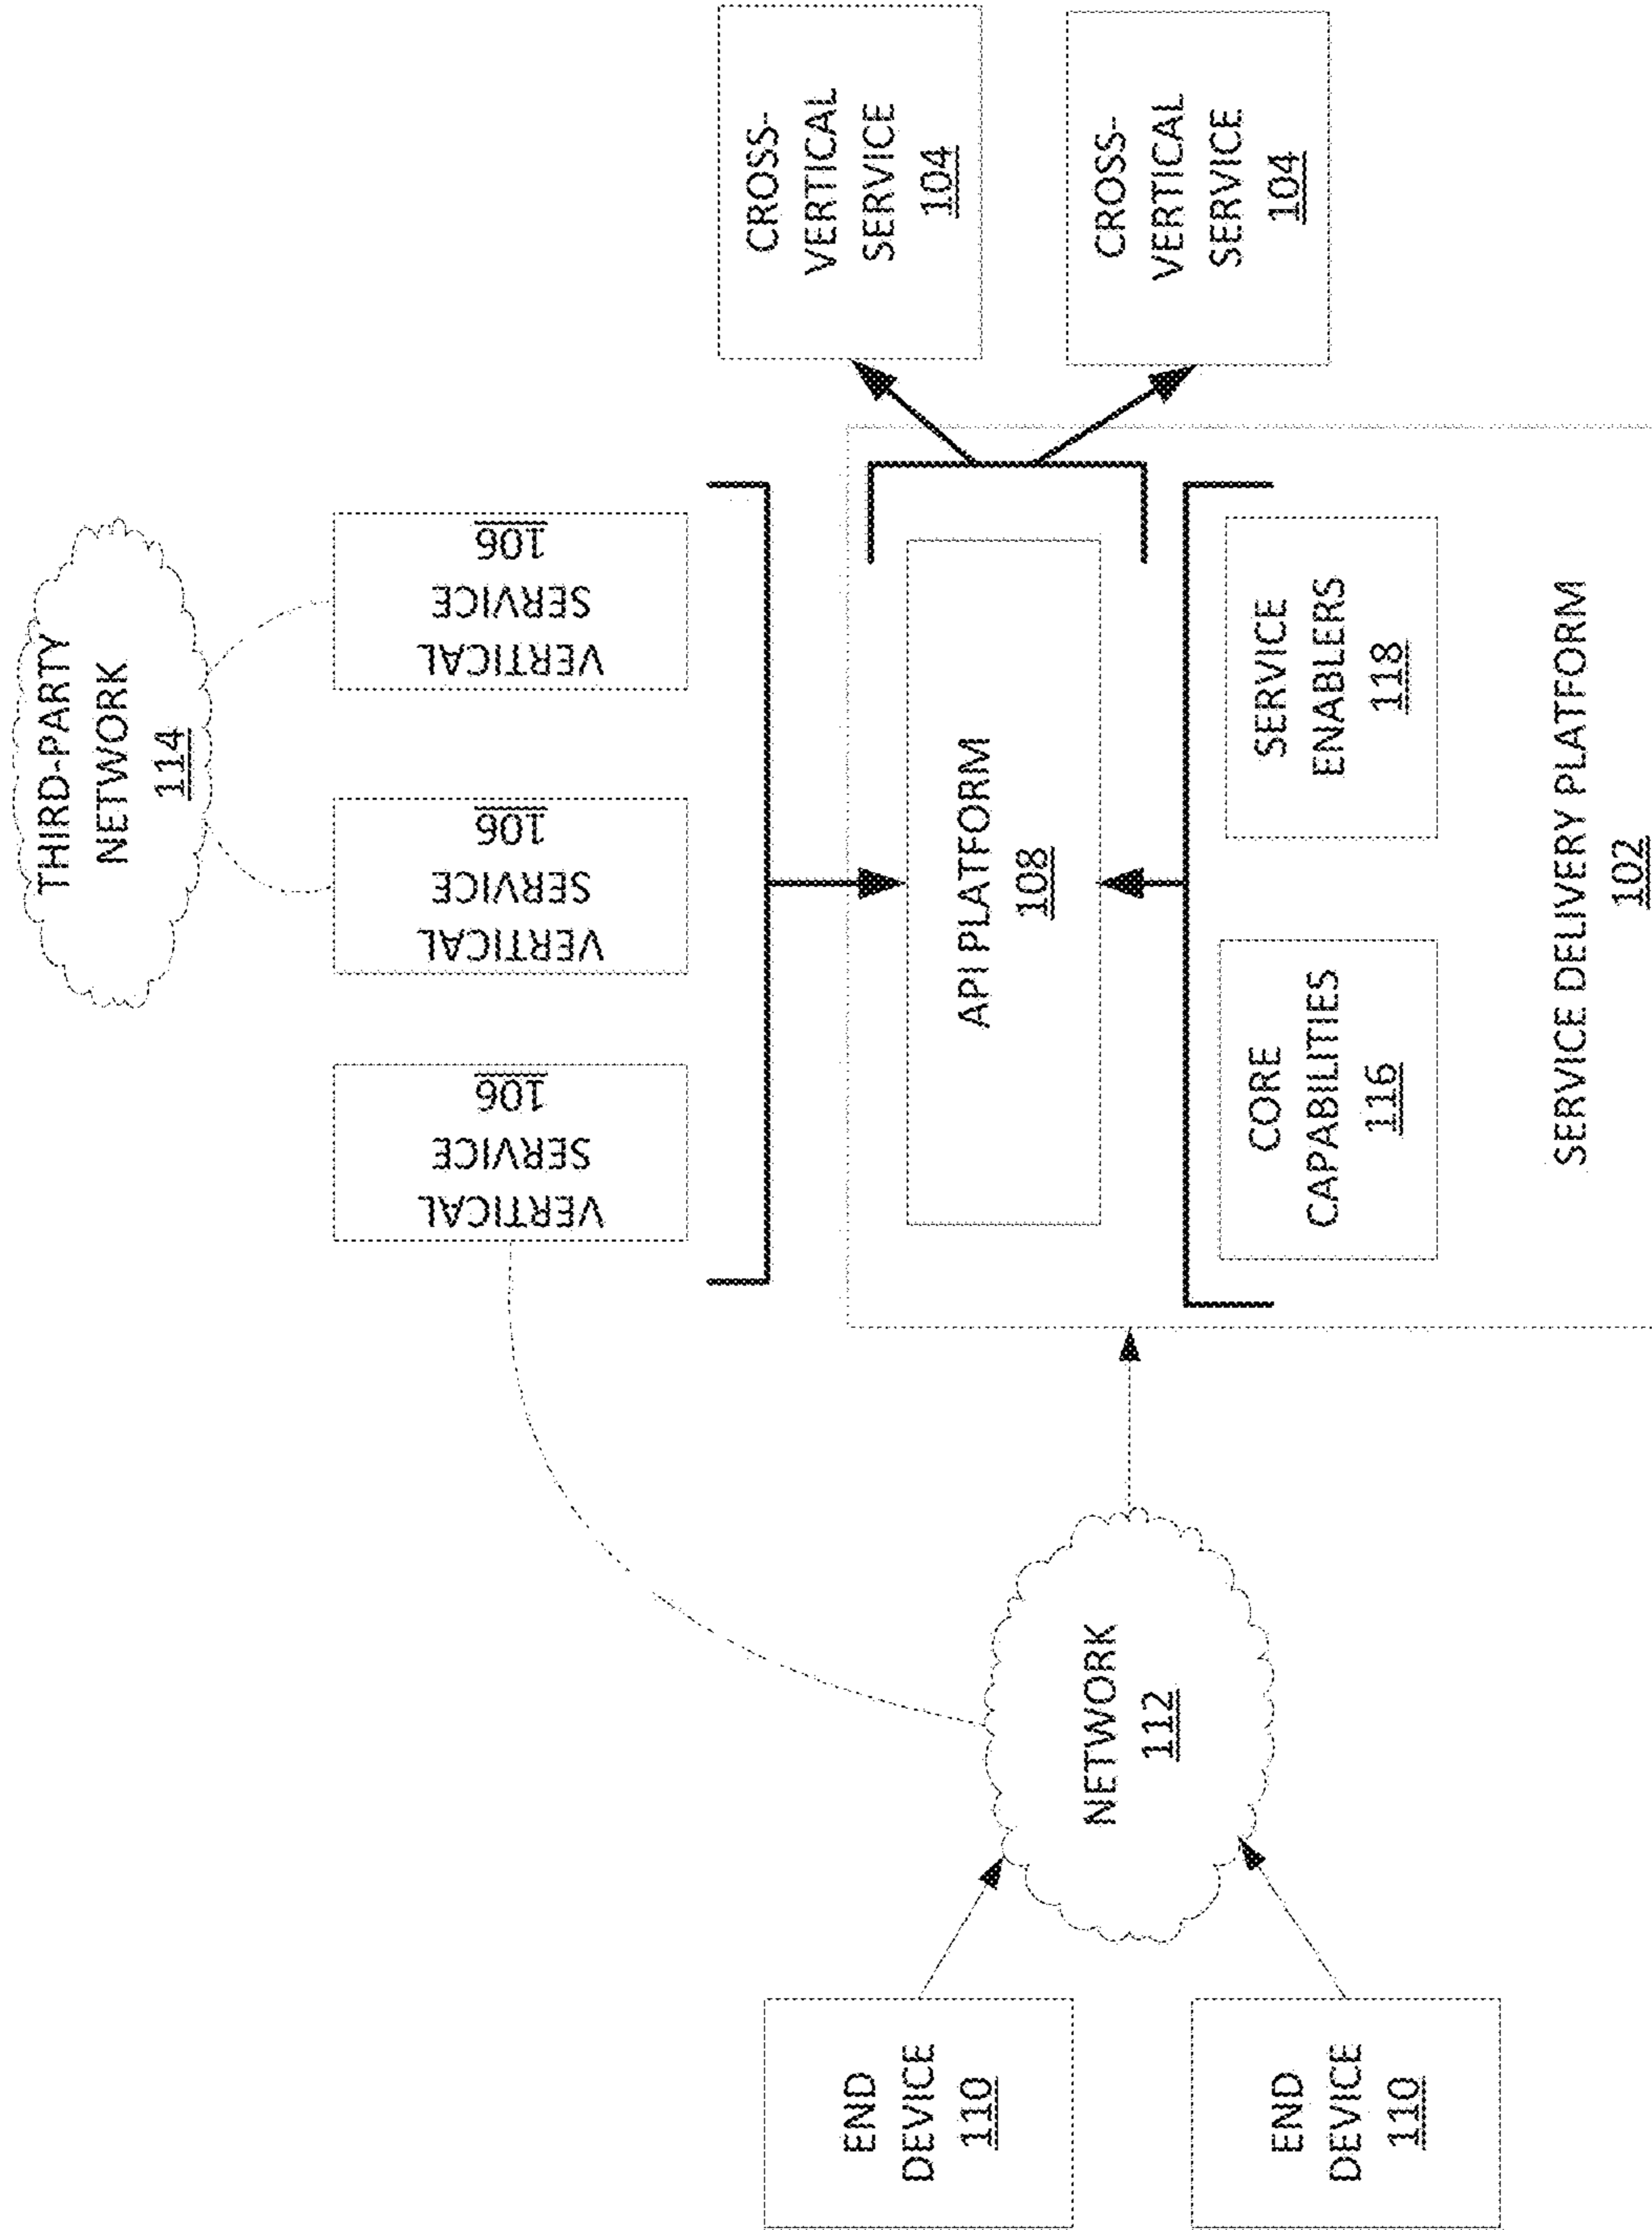 THIRD-PARTY
NETWORK
114
VERTICAL
SERVICE
106
VERTICAL
SERVICE
106
VERTICAL
SERVICE
106
CROSS-
VERTICAL
SERVICE
104
CROSS-
VERTICAL
SERVICE
104
API PLATFORM
108
CORE
CAPABILITIES
116
SERVICE
ENABLERS
118
SERVICE DELIVERY PLATFORM
102
NETWORK
112
END
DEVICE
110
END
DEVICE
110